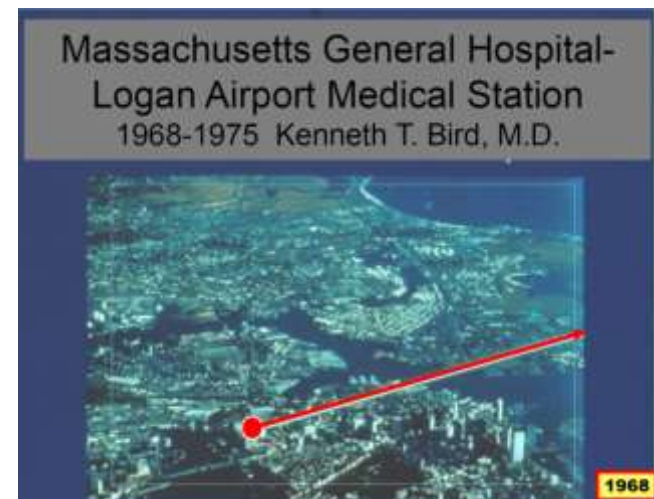 Massachusetts General Hospital-
Logan Airport Medical Station
1968-1975 Kenneth T. Bird, M.D.
1968